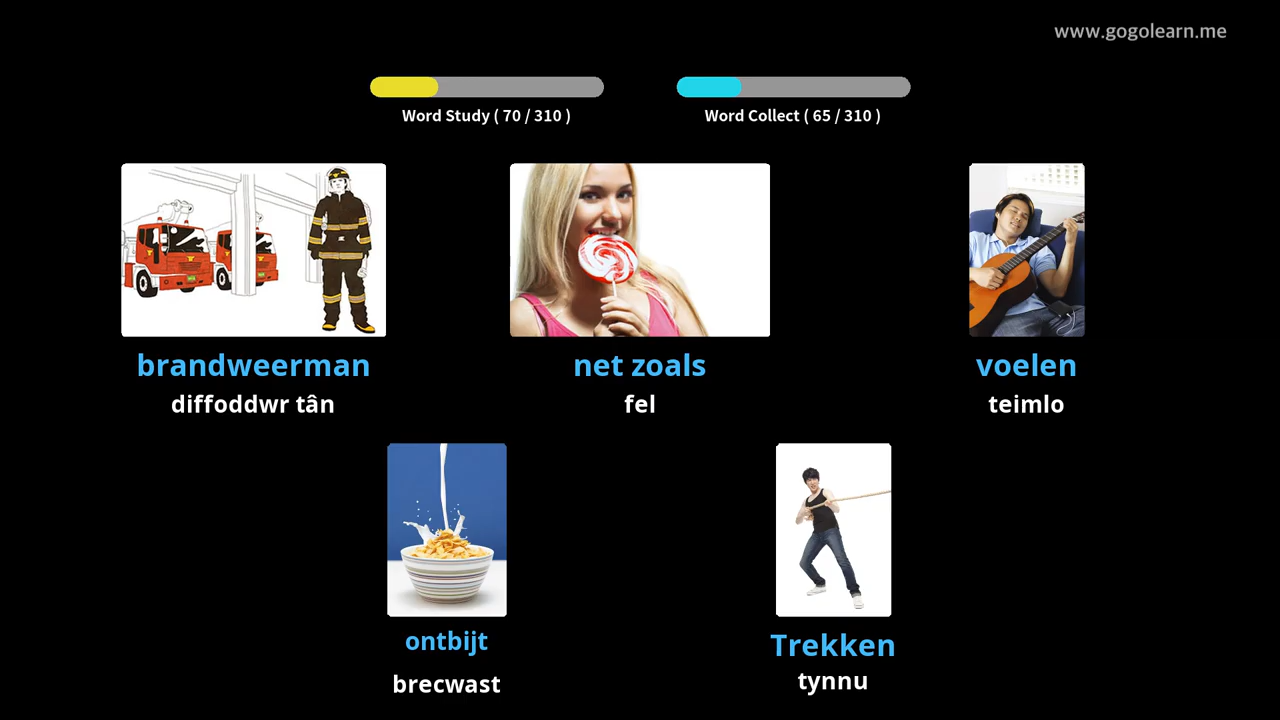 www.gogolearn.me
Word Study ( 70 / 310 )
Word Collect ( 65 / 310 )
brandweerman
diffoddwr tân
net zoals
fel
voelen
teimlo
ontbijt
brecwast
Trekken
tynnu